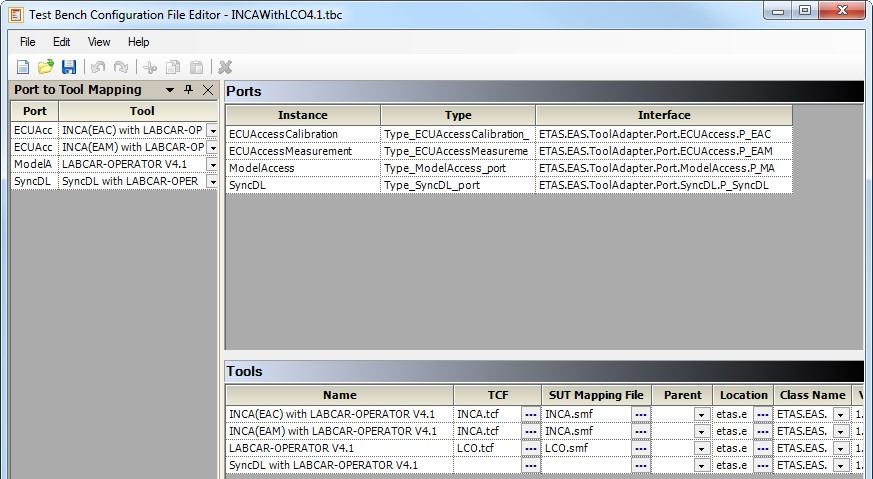 Test Bench Configuration File Editor - INCAWithLCO4.1.tbc
File Edit View Help
Port to Tool Mapping
Port Tool
ECUAcc INCA(EAC) with LABCAR-OP
ECUAcc INCA(EAM) with LABCAR-OP
ModelA LABCAR-OPERATOR V4.1
SyncDL SyncDL with LABCAR-OPER
Ports
Instance Type Interface
ECUAccessCalibration Type_ECUAccessCalibration_ ETAS.EAS.ToolAdapter.Port.ECUAccess.P_EAC
ECUAccessMeasurement Type_ECUAccessMeasureme ETAS.EAS.ToolAdapter.Port.ECUAccess.P_EAM
ModelAccess Type_ModelAccess_port ETAS.EAS.ToolAdapter.Port.ModelAccess.P_MA
SyncDL Type_SyncDL_port ETAS.EAS.ToolAdapter.Port.SyncDL.P_SyncDL
Tools
Name TCF SUT Mapping File Parent Location Class Name V
INCA(EAC) with LABCAR-OPERATOR V4.1 INCA.tcf ... INCA.smf ... etas.e ... ETAS.EAS. 1.
INCA(EAM) with LABCAR-OPERATOR V4.1 INCA.tcf ... INCA.smf ... etas.e ... ETAS.EAS. 1.
LABCAR-OPERATOR V4.1 LCO.tcf ... LCO.smf ... etas.e ... ETAS.EAS. 1.
SyncDL with LABCAR-OPERATOR V4.1 ... ... etas.e ... ETAS.EAS. 1.